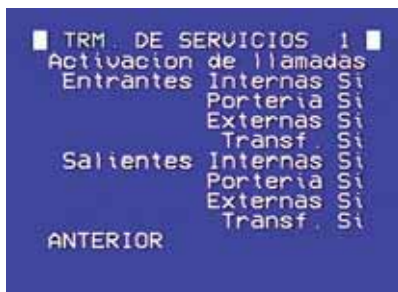 TRM. DE SERVICIOS 1
Activacion de llamadas
Entrantes Internas Si
Porteria Si
Externas Si
Transf. Si
Salientes Internas Si
Porteria Si
Externas Si
Transf. Si
ANTERIOR